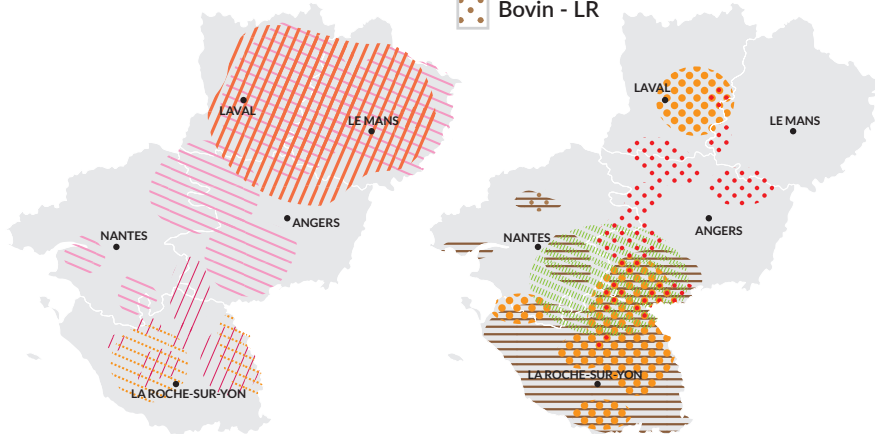 Bovin - LR
LAVAL
LE MANS
NANTES
ANGERS
LA ROCHE-SUR-YON
LAVAL
LE MANS
NANTES
ANGERS
LA ROCHE-SUR-YON